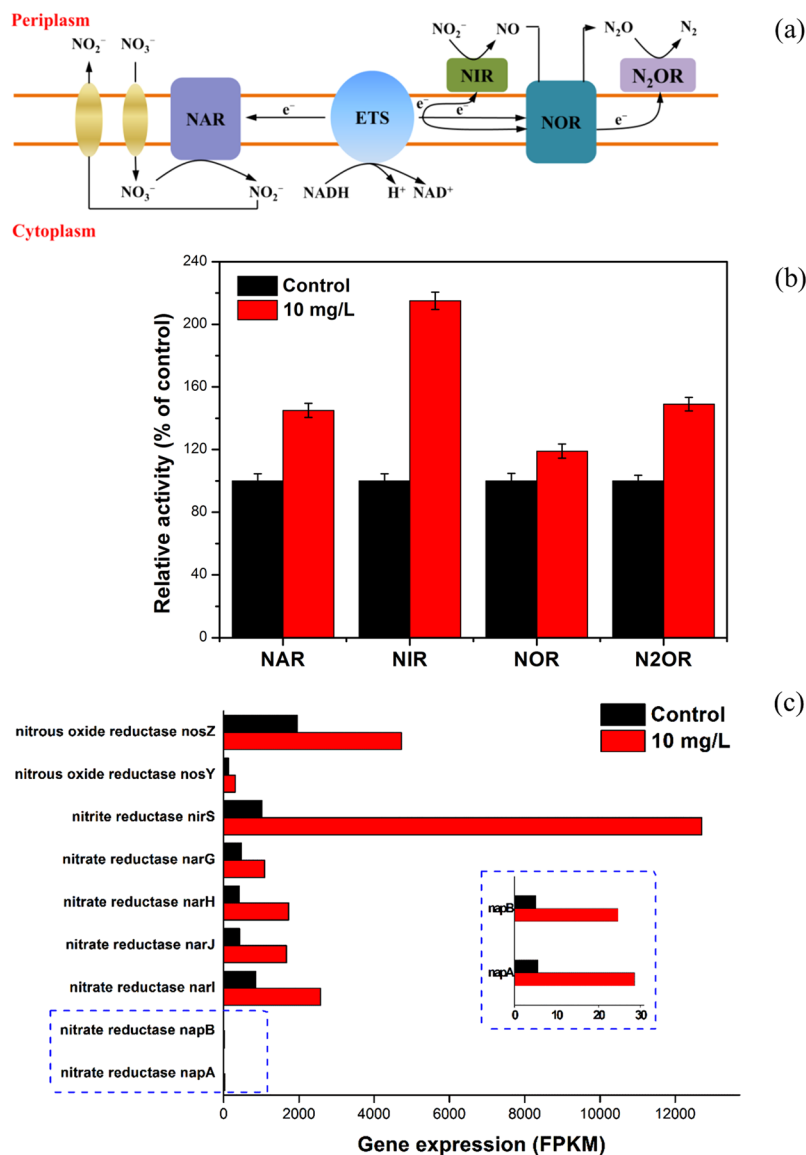 Periplasm
(a)
NO₂⁻ NO₃⁻ NO₂⁻ NO N₂O N₂
NIR N₂OR
NAR e⁻ ETS e⁻ e⁻ NOR e⁻
NO₃⁻ NO₂⁻ NADH H⁺ NAD⁺
Cytoplasm
(b)
Control
10 mg/L
Relative activity (% of control)
240
200
160
120
80
40
0
NAR NIR NOR N2OR
(c)
Control
10 mg/L
nitrous oxide reductase nosZ
nitrous oxide reductase nosY
nitrite reductase nirS
nitrate reductase narG
nitrate reductase narH
nitrate reductase narJ
nitrate reductase narI
nitrate reductase napB
nitrate reductase napA
napB
napA
0 10 20 30
0 2000 4000 6000 8000 10000 12000
Gene expression (FPKM)